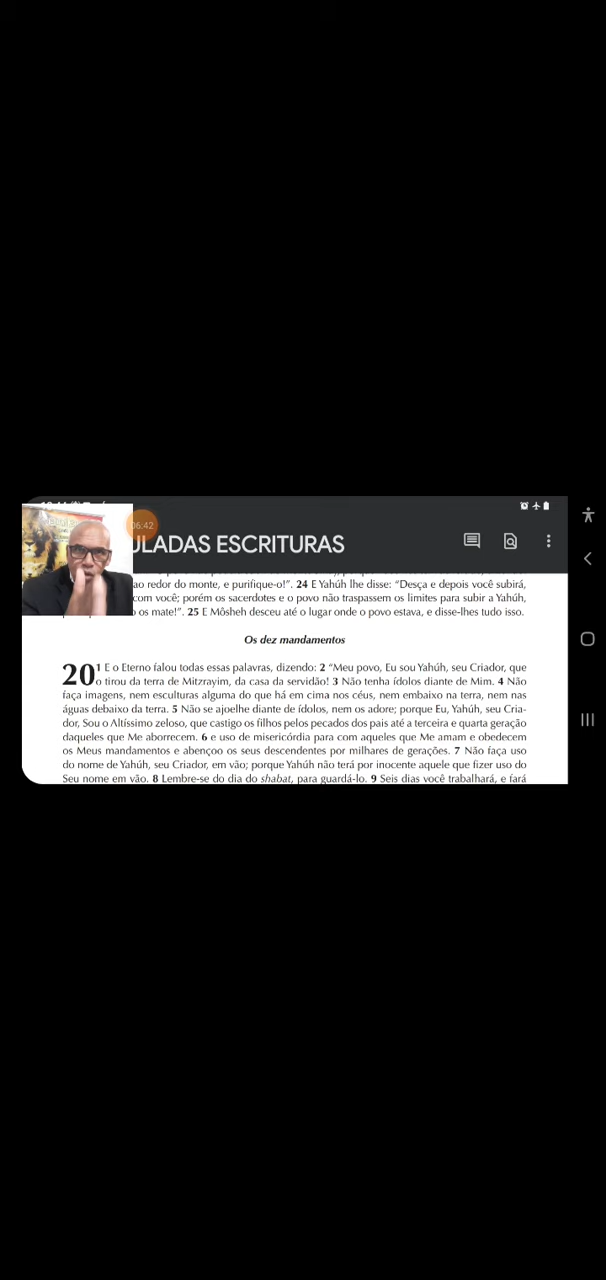 06:42
ULADAS ESCRITURAS
ao redor do monte, e purifique-o!”. 24 E Yahúh lhe disse: “Desça e depois você subirá,
com você; porém os sacerdotes e o povo não traspassem os limites para subir a Yahúh,
o os mate!”. 25 E Môsheh desceu até o lugar onde o povo estava, e disse-lhes tudo isso.
Os dez mandamentos
20 1 E o Eterno falou todas essas palavras, dizendo: 2 “Meu povo, Eu sou Yahúh, seu Criador, que
o tirou da terra de Mitzrayim, da casa da servidão! 3 Não tenha ídolos diante de Mim. 4 Não
faça imagens, nem esculturas alguma do que há em cima nos céus, nem embaixo na terra, nem nas
águas debaixo da terra. 5 Não se ajoelhe diante de ídolos, nem os adore; porque Eu, Yahúh, seu Cria-
dor, Sou o Altíssimo zeloso, que castigo os filhos pelos pecados dos pais até a terceira e quarta geração
daqueles que Me aborrecem. 6 e uso de misericórdia para com aqueles que Me amam e obedecem
os Meus mandamentos e abençoo os seus descendentes por milhares de gerações. 7 Não faça uso
do nome de Yahúh, seu Criador, em vão; porque Yahúh não terá por inocente aquele que fizer uso do
Seu nome em vão. 8 Lembre-se do dia do shabat, para guardá-lo. 9 Seis dias você trabalhará, e fará